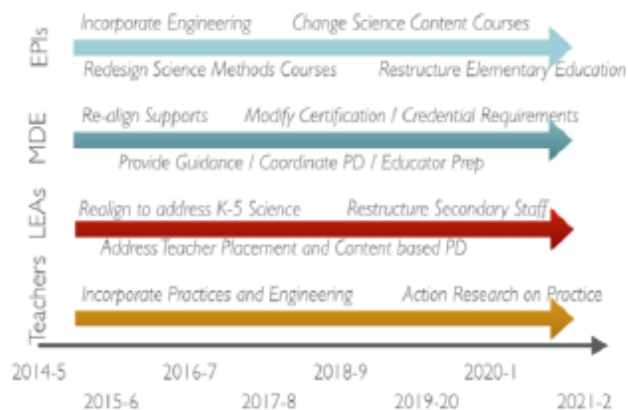 EPIs
Incorporate Engineering Change Science Content Courses
Redesign Science Methods Courses Restructure Elementary Education
MDE
Re-align Supports Modify Certification / Credential Requirements
Provide Guidance / Coordinate PD / Educator Prep
LEAs
Realign to address K-5 Science Restructure Secondary Staff
Address Teacher Placement and Content based PD
Teachers
Incorporate Practices and Engineering Action Research on Practice
2014-5 2016-7 2018-9 2020-1
2015-6 2017-8 2019-20 2021-2